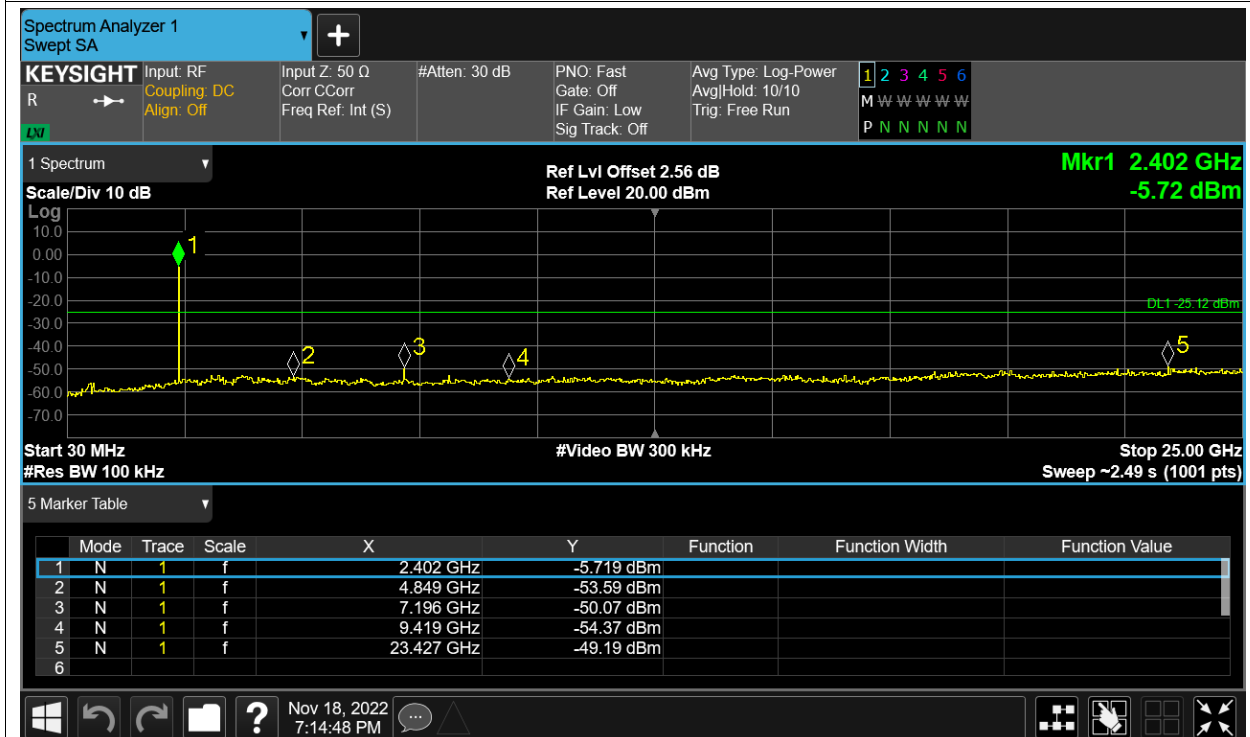 Spectrum Analyzer 1
Swept SA
KEYSIGHT
R
LXI
Input: RF
Coupling: DC
Align: Off
Input Z: 50 Ω
Corr CCorr
Freq Ref: Int (S)
#Atten: 30 dB
PNO: Fast
Gate: Off
IF Gain: Low
Sig Track: Off
Avg Type: Log-Power
Avg|Hold: 10/10
Trig: Free Run
1 2 3 4 5 6
M W W W W W
P N N N N N
1 Spectrum
Scale/Div 10 dB
Ref Lvl Offset 2.56 dB
Ref Level 20.00 dBm
Mkr1 2.402 GHz
-5.72 dBm
Log
10.0
0.00
-10.0
-20.0
-30.0
-40.0
-50.0
-60.0
-70.0
1
2
3
4
5
DL1 -25.12 dBm
Start 30 MHz
#Video BW 300 kHz
Stop 25.00 GHz
#Res BW 100 kHz
Sweep ~2.49 s (1001 pts)
5 Marker Table
Mode Trace Scale X Y Function Function Width Function Value
1 N 1 f 2.402 GHz -5.719 dBm
2 N 1 f 4.849 GHz -53.59 dBm
3 N 1 f 7.196 GHz -50.07 dBm
4 N 1 f 9.419 GHz -54.37 dBm
5 N 1 f 23.427 GHz -49.19 dBm
6
?
Nov 18, 2022
7:14:48 PM